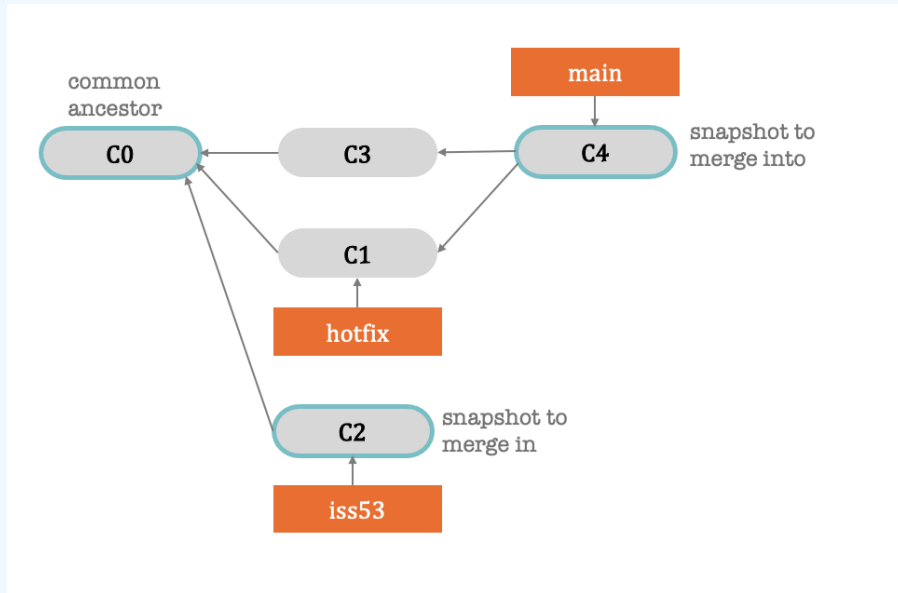 common
ancestor
main
C0
C3
C4
snapshot to
merge into
C1
hotfix
C2
snapshot to
merge in
iss53